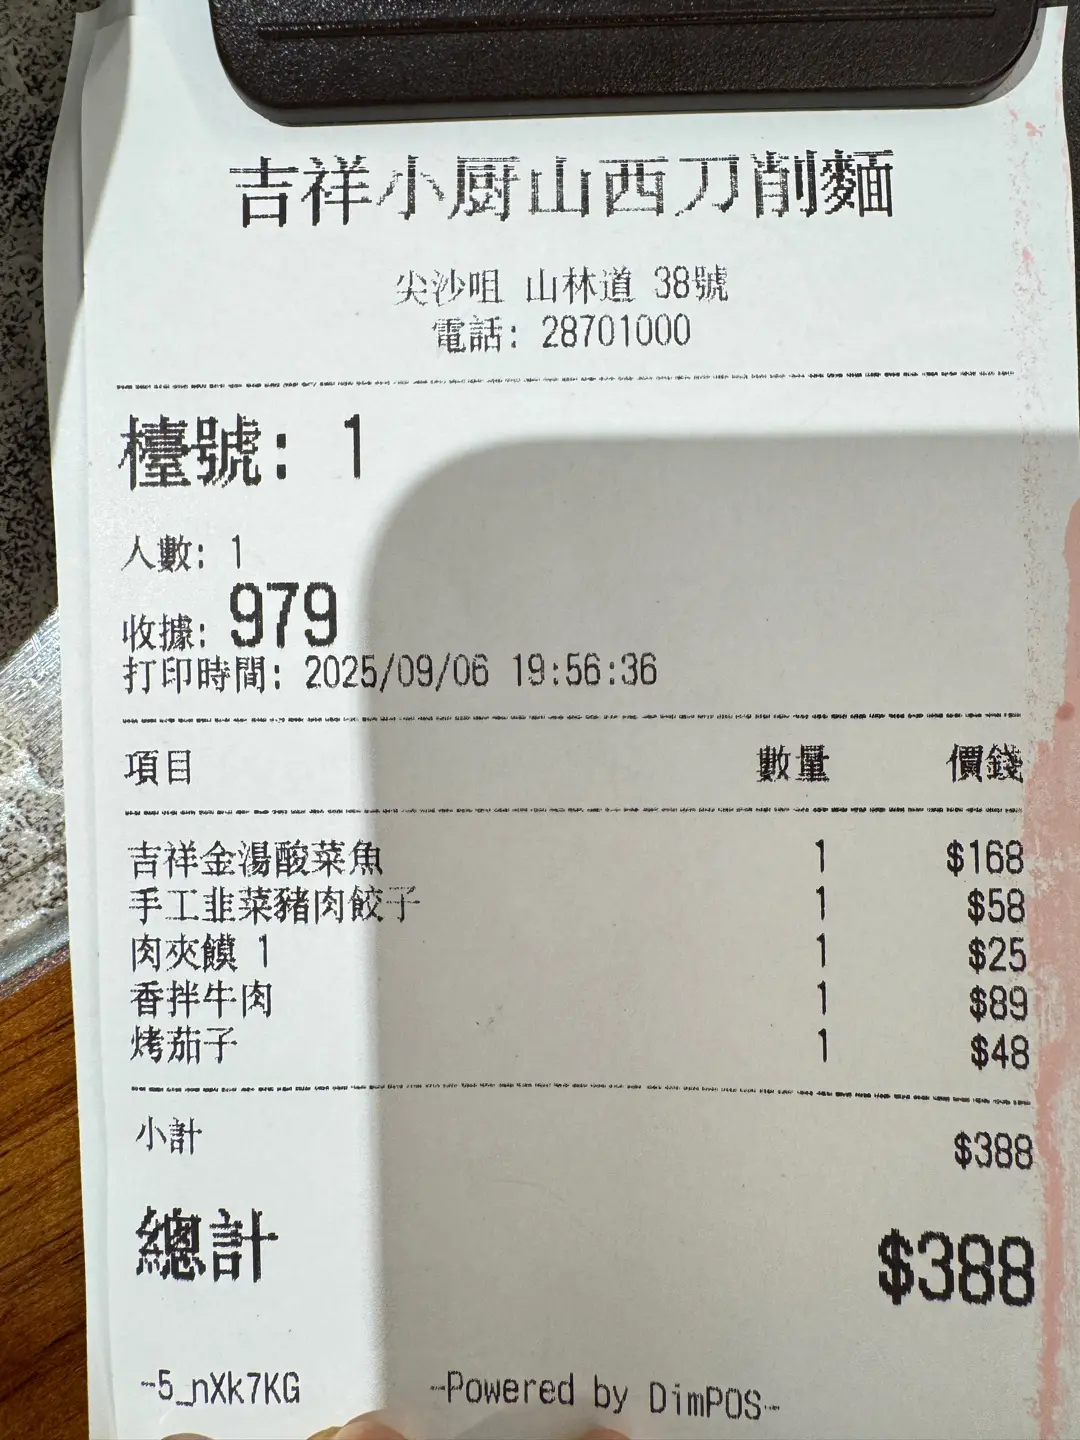 吉祥小厨山西刀削麵
尖沙咀 山林道 38號
電話: 28701000
檯號: 1
人數: 1
收據: 979
打印時間: 2025/09/06 19:56:36
項目 數量 價錢
吉祥金湯酸菜魚 1 $168
手工韭菜豬肉餃子 1 $58
肉夾饃 1 1 $25
香拌牛肉 1 $89
烤茄子 1 $48
小計 $388
總計 $388
-5_nXk7KG -Powered by DimPOS-